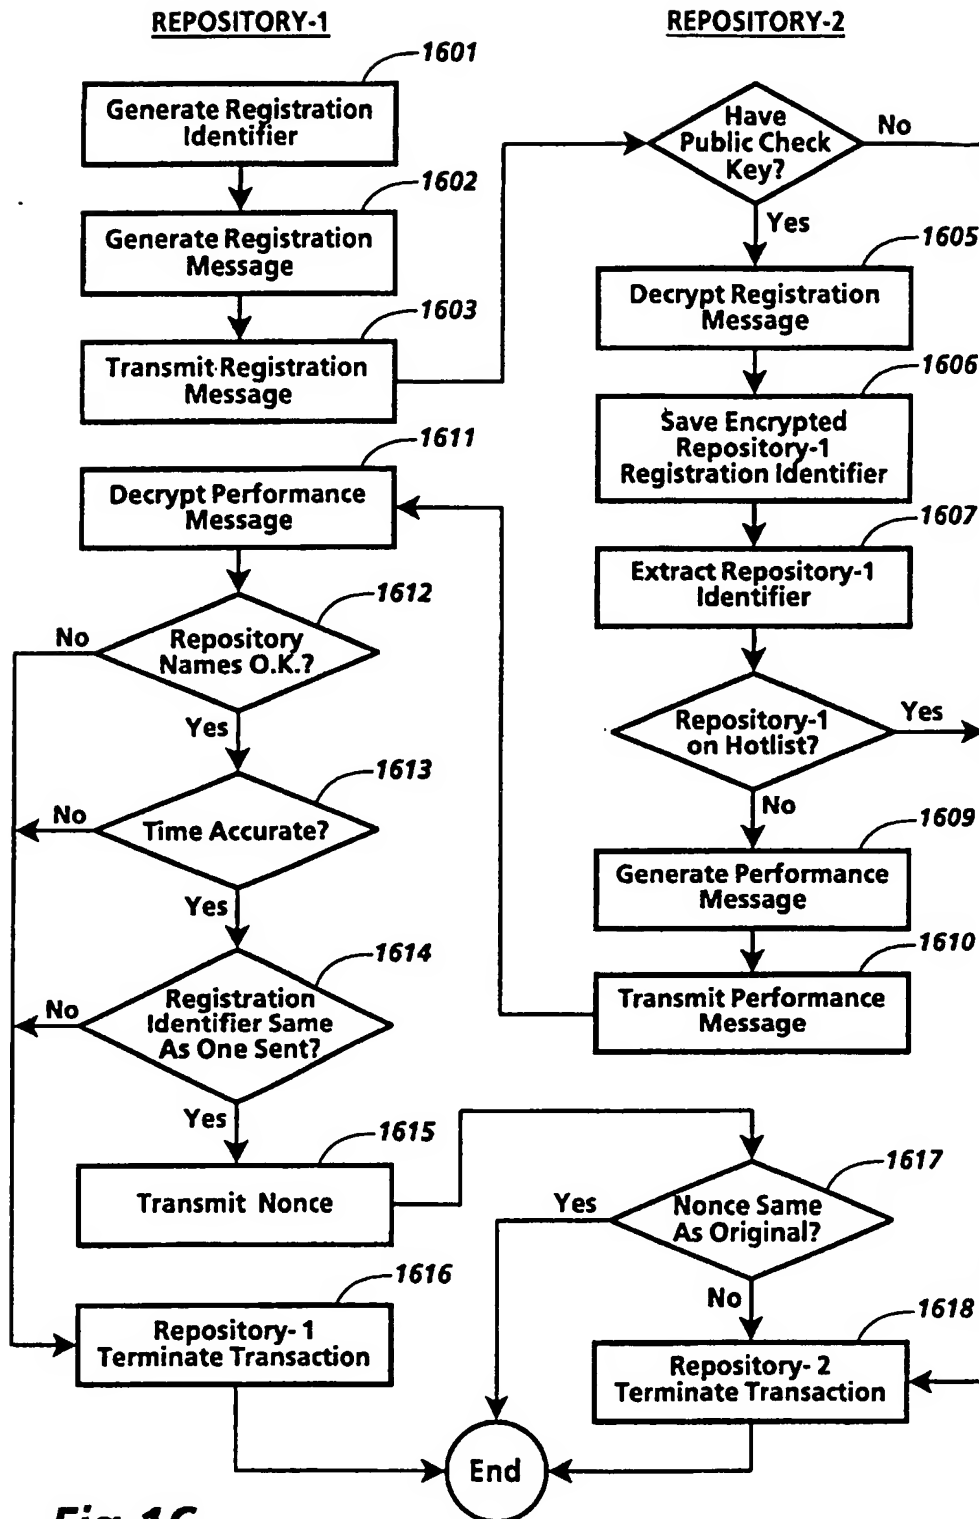 REPOSITORY-1
1601
Generate Registration
Identifier
1602
Generate Registration
Message
1603
Transmit Registration
Message
1611
Decrypt Performance
Message
1612
No
Repository
Names O.K.?
Yes
1613
No
Time Accurate?
Yes
1614
No
Registration
Identifier Same
As One Sent?
Yes
1615
Transmit Nonce
1616
Repository- 1
Terminate Transaction
REPOSITORY-2
Have
Public Check
Key?
No
Yes
1605
Decrypt Registration
Message
1606
Save Encrypted
Repository-1
Registration Identifier
1607
Extract Repository-1
Identifier
Repository-1
on Hotlist?
Yes
No
1609
Generate Performance
Message
1610
Transmit Performance
Message
1617
Yes
Nonce Same
As Original?
No
1618
Repository- 2
Terminate Transaction
End